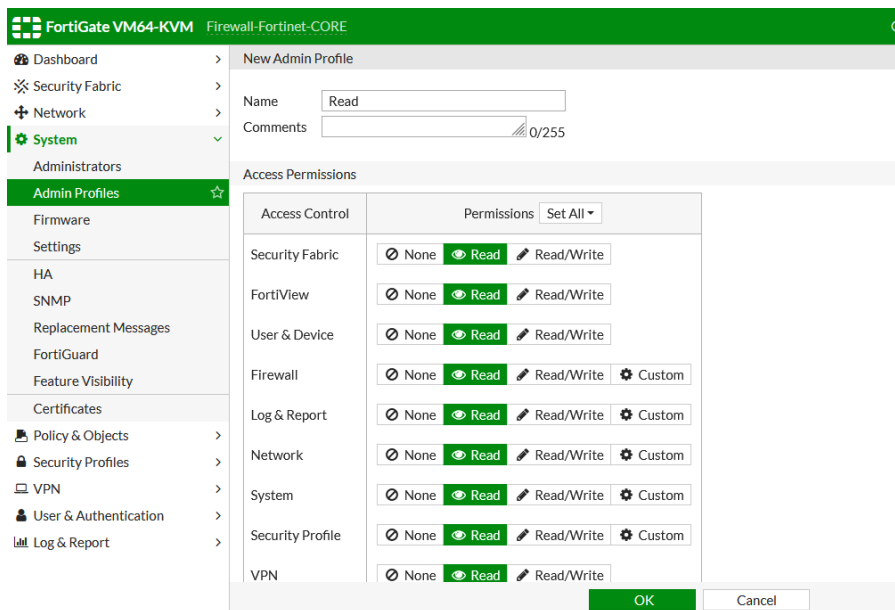 FortiGate VM64-KVM Firewall-Fortinet-CORE
Dashboard
Security Fabric
Network
System
Administrators
Admin Profiles
Firmware
Settings
HA
SNMP
Replacement Messages
FortiGuard
Feature Visibility
Certificates
Policy & Objects
Security Profiles
VPN
User & Authentication
Log & Report
New Admin Profile
Name Read
Comments 0/255
Access Permissions
Access Control Permissions Set All
Security Fabric None Read Read/Write
FortiView None Read Read/Write
User & Device None Read Read/Write
Firewall None Read Read/Write Custom
Log & Report None Read Read/Write Custom
Network None Read Read/Write Custom
System None Read Read/Write Custom
Security Profile None Read Read/Write Custom
VPN None Read Read/Write
OK Cancel